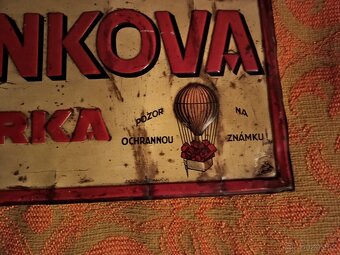 NKOVA
RKA
POZOR NA
OCHRANNOU ZNÁMKU